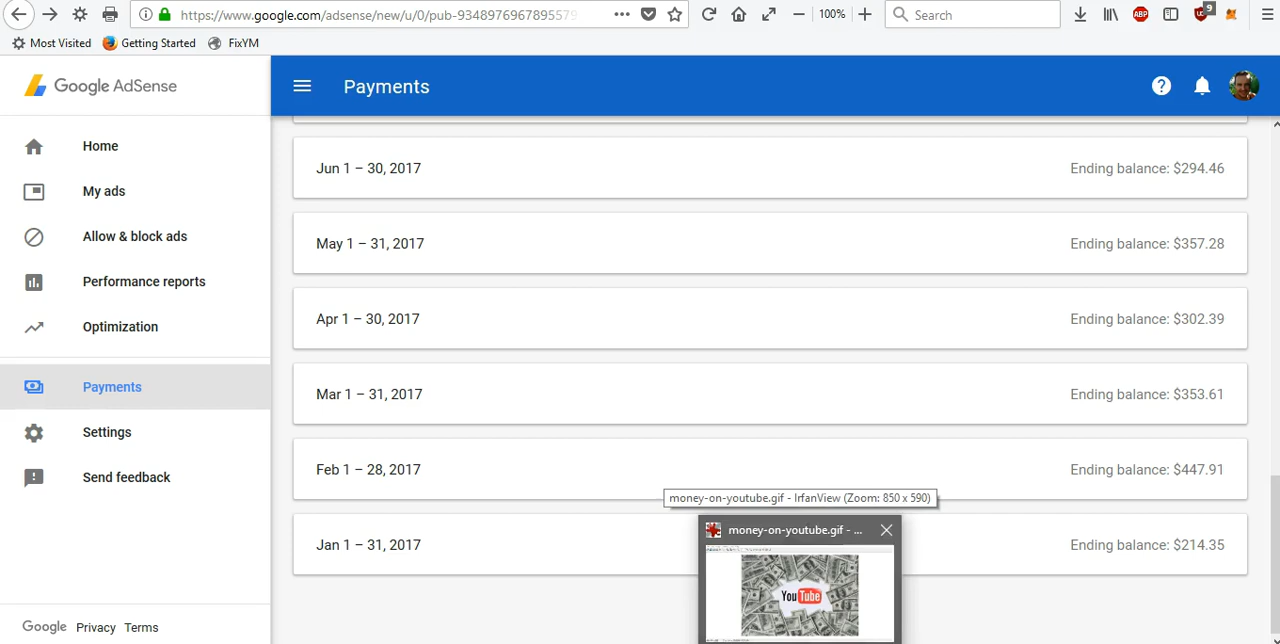 https://www.google.com/adsense/new/u/0/pub-9348976967895579
100%
Search
9
ABP
Most Visited
Getting Started
FixYM
Google AdSense
Payments
Home
My ads
Allow & block ads
Performance reports
Optimization
Payments
Settings
Send feedback
Google Privacy Terms
Jun 1 – 30, 2017 Ending balance: $294.46
May 1 – 31, 2017 Ending balance: $357.28
Apr 1 – 30, 2017 Ending balance: $302.39
Mar 1 – 31, 2017 Ending balance: $353.61
Feb 1 – 28, 2017 Ending balance: $447.91
Jan 1 – 31, 2017 Ending balance: $214.35
money-on-youtube.gif - IrfanView (Zoom: 850 x 590)
money-on-youtube.gif - ...
YouTube